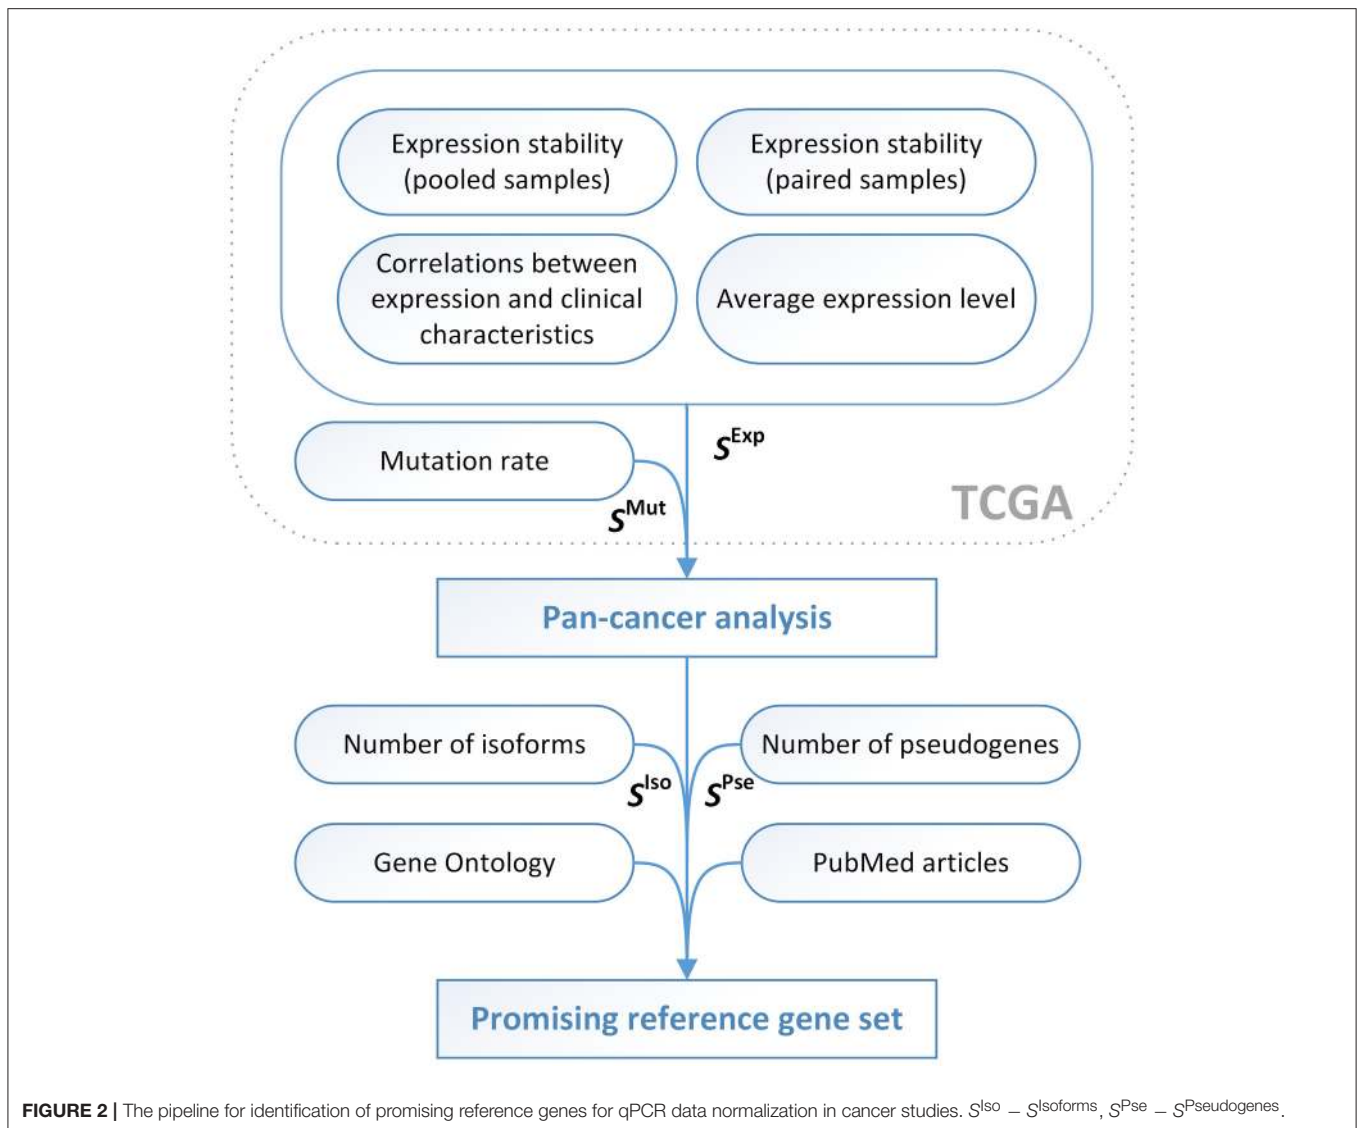 Expression stability
(pooled samples)
Expression stability
(paired samples)
Correlations between
expression and clinical
characteristics
Average expression level
S^Exp
Mutation rate
S^Mut
TCGA
Pan-cancer analysis
Number of isoforms
Number of pseudogenes
S^Iso
S^Pse
Gene Ontology
PubMed articles
Promising reference gene set
FIGURE 2 | The pipeline for identification of promising reference genes for qPCR data normalization in cancer studies. S^Iso – S^Isoforms, S^Pse – S^Pseudogenes.